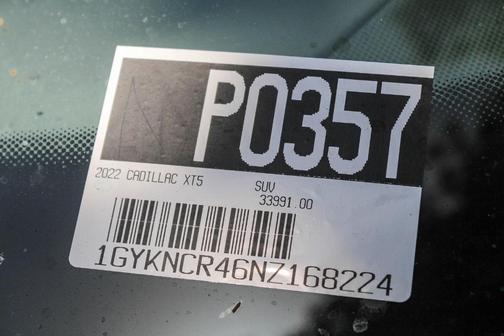 P0357
2022 CADILLAC XT5 SUV
33991.00
1GYKNCR46NZ168224